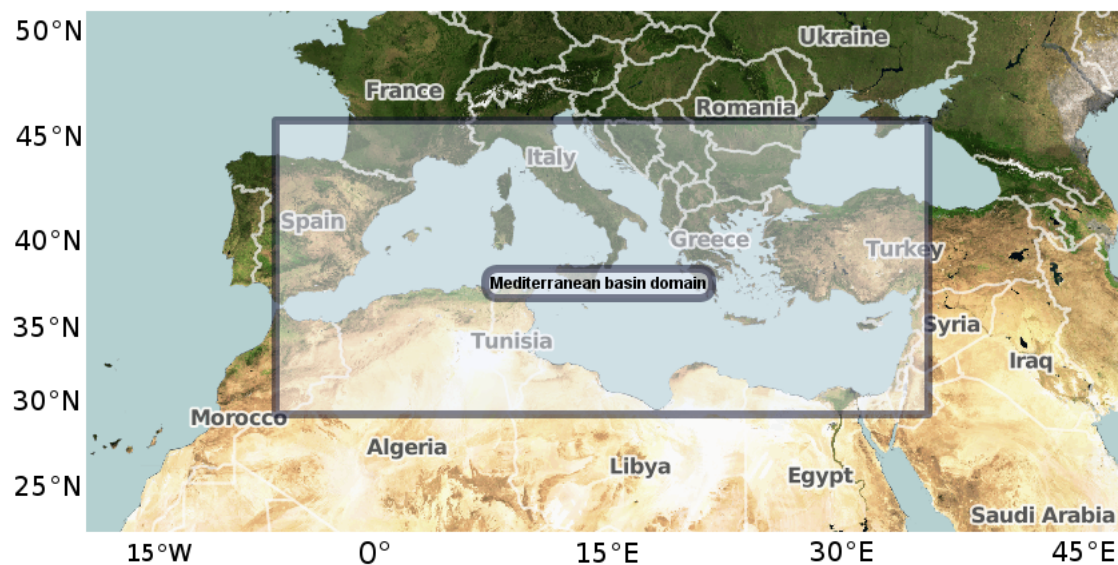 50°N
Ukraine
France
Romania
45°N
Italy
Spain
40°N
Greece
Turkey
Mediterranean basin domain
35°N
Syria
Tunisia
Iraq
30°N
Morocco
Algeria
Libya
Egypt
25°N
Saudi Arabia
15°W
0°
15°E
30°E
45°E